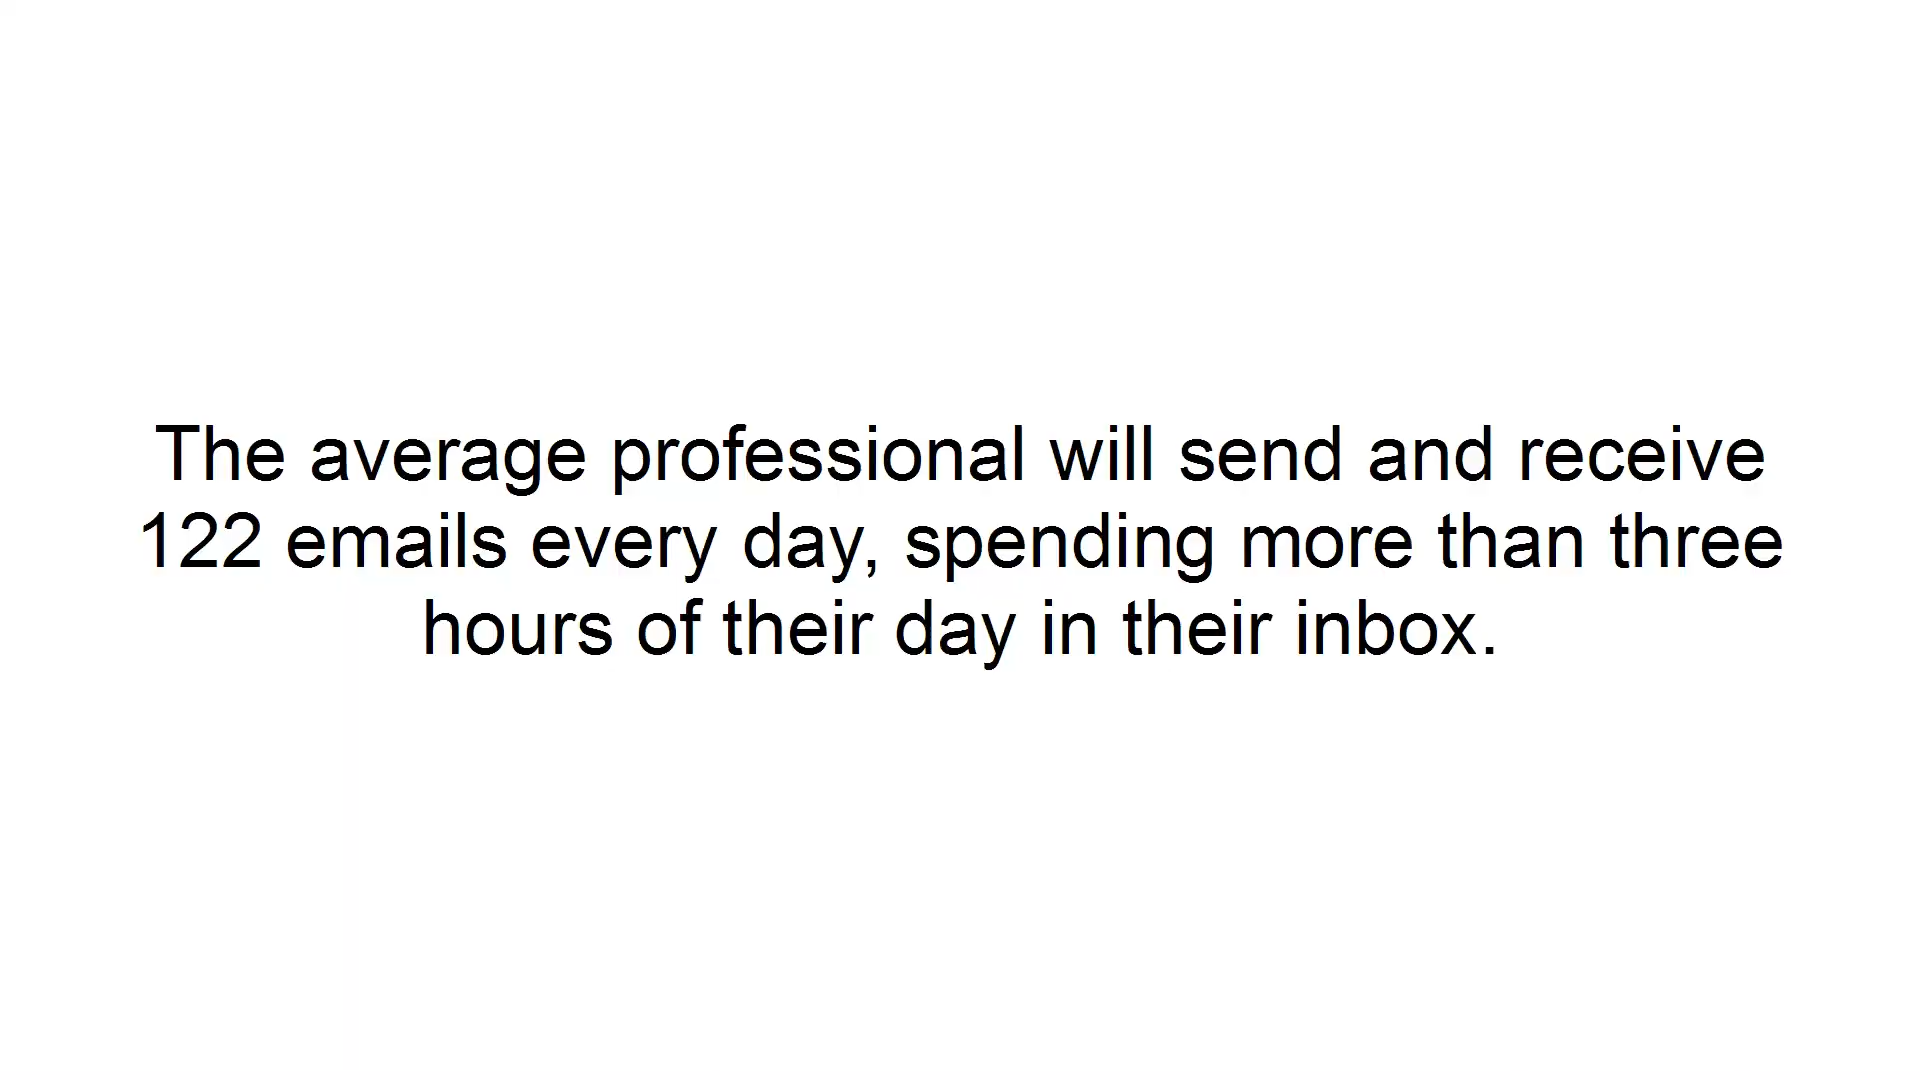 The average professional will send and receive
122 emails every day, spending more than three
hours of their day in their inbox.